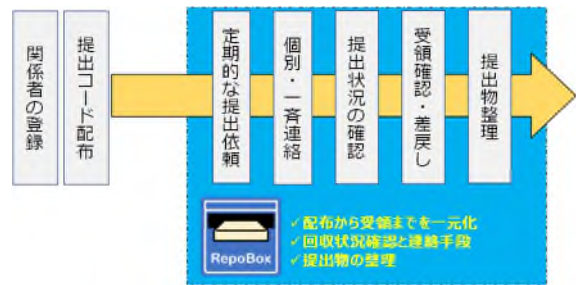 関係者の登録
提出コード配布
定期的な提出依頼
個別・一斉連絡
提出状況の確認
受領確認・差戻し
提出物整理
RepoBox
✓配布から受領までを一元化
✓回収状況確認と連絡手段
✓提出物の整理